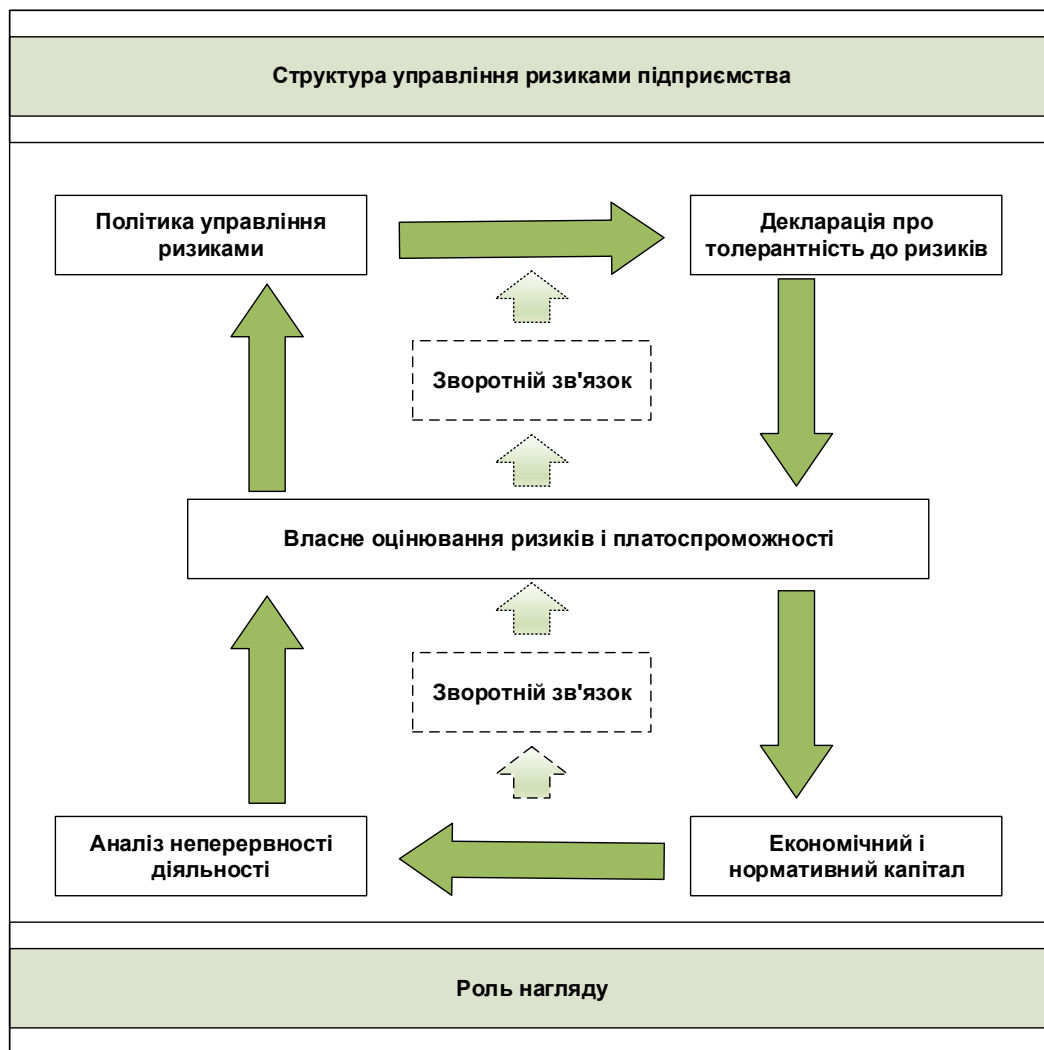 Структура управління ризиками підприємства
Політика управління
ризиками
Декларація про
толерантність до ризиків
Зворотній зв'язок
Власне оцінювання ризиків і платоспроможності
Зворотній зв'язок
Аналіз неперервності
діяльності
Економічний і
нормативний капітал
Роль нагляду